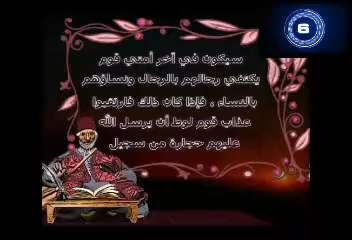 سيكون في آخر أمتي قوم
يكتفي رجالهم بالرجال ونساؤهم
بالنساء ، فإذا كان ذلك فارتقبوا
عذاب قوم لوط أن يرسل الله
عليهم حجارة من سجيل